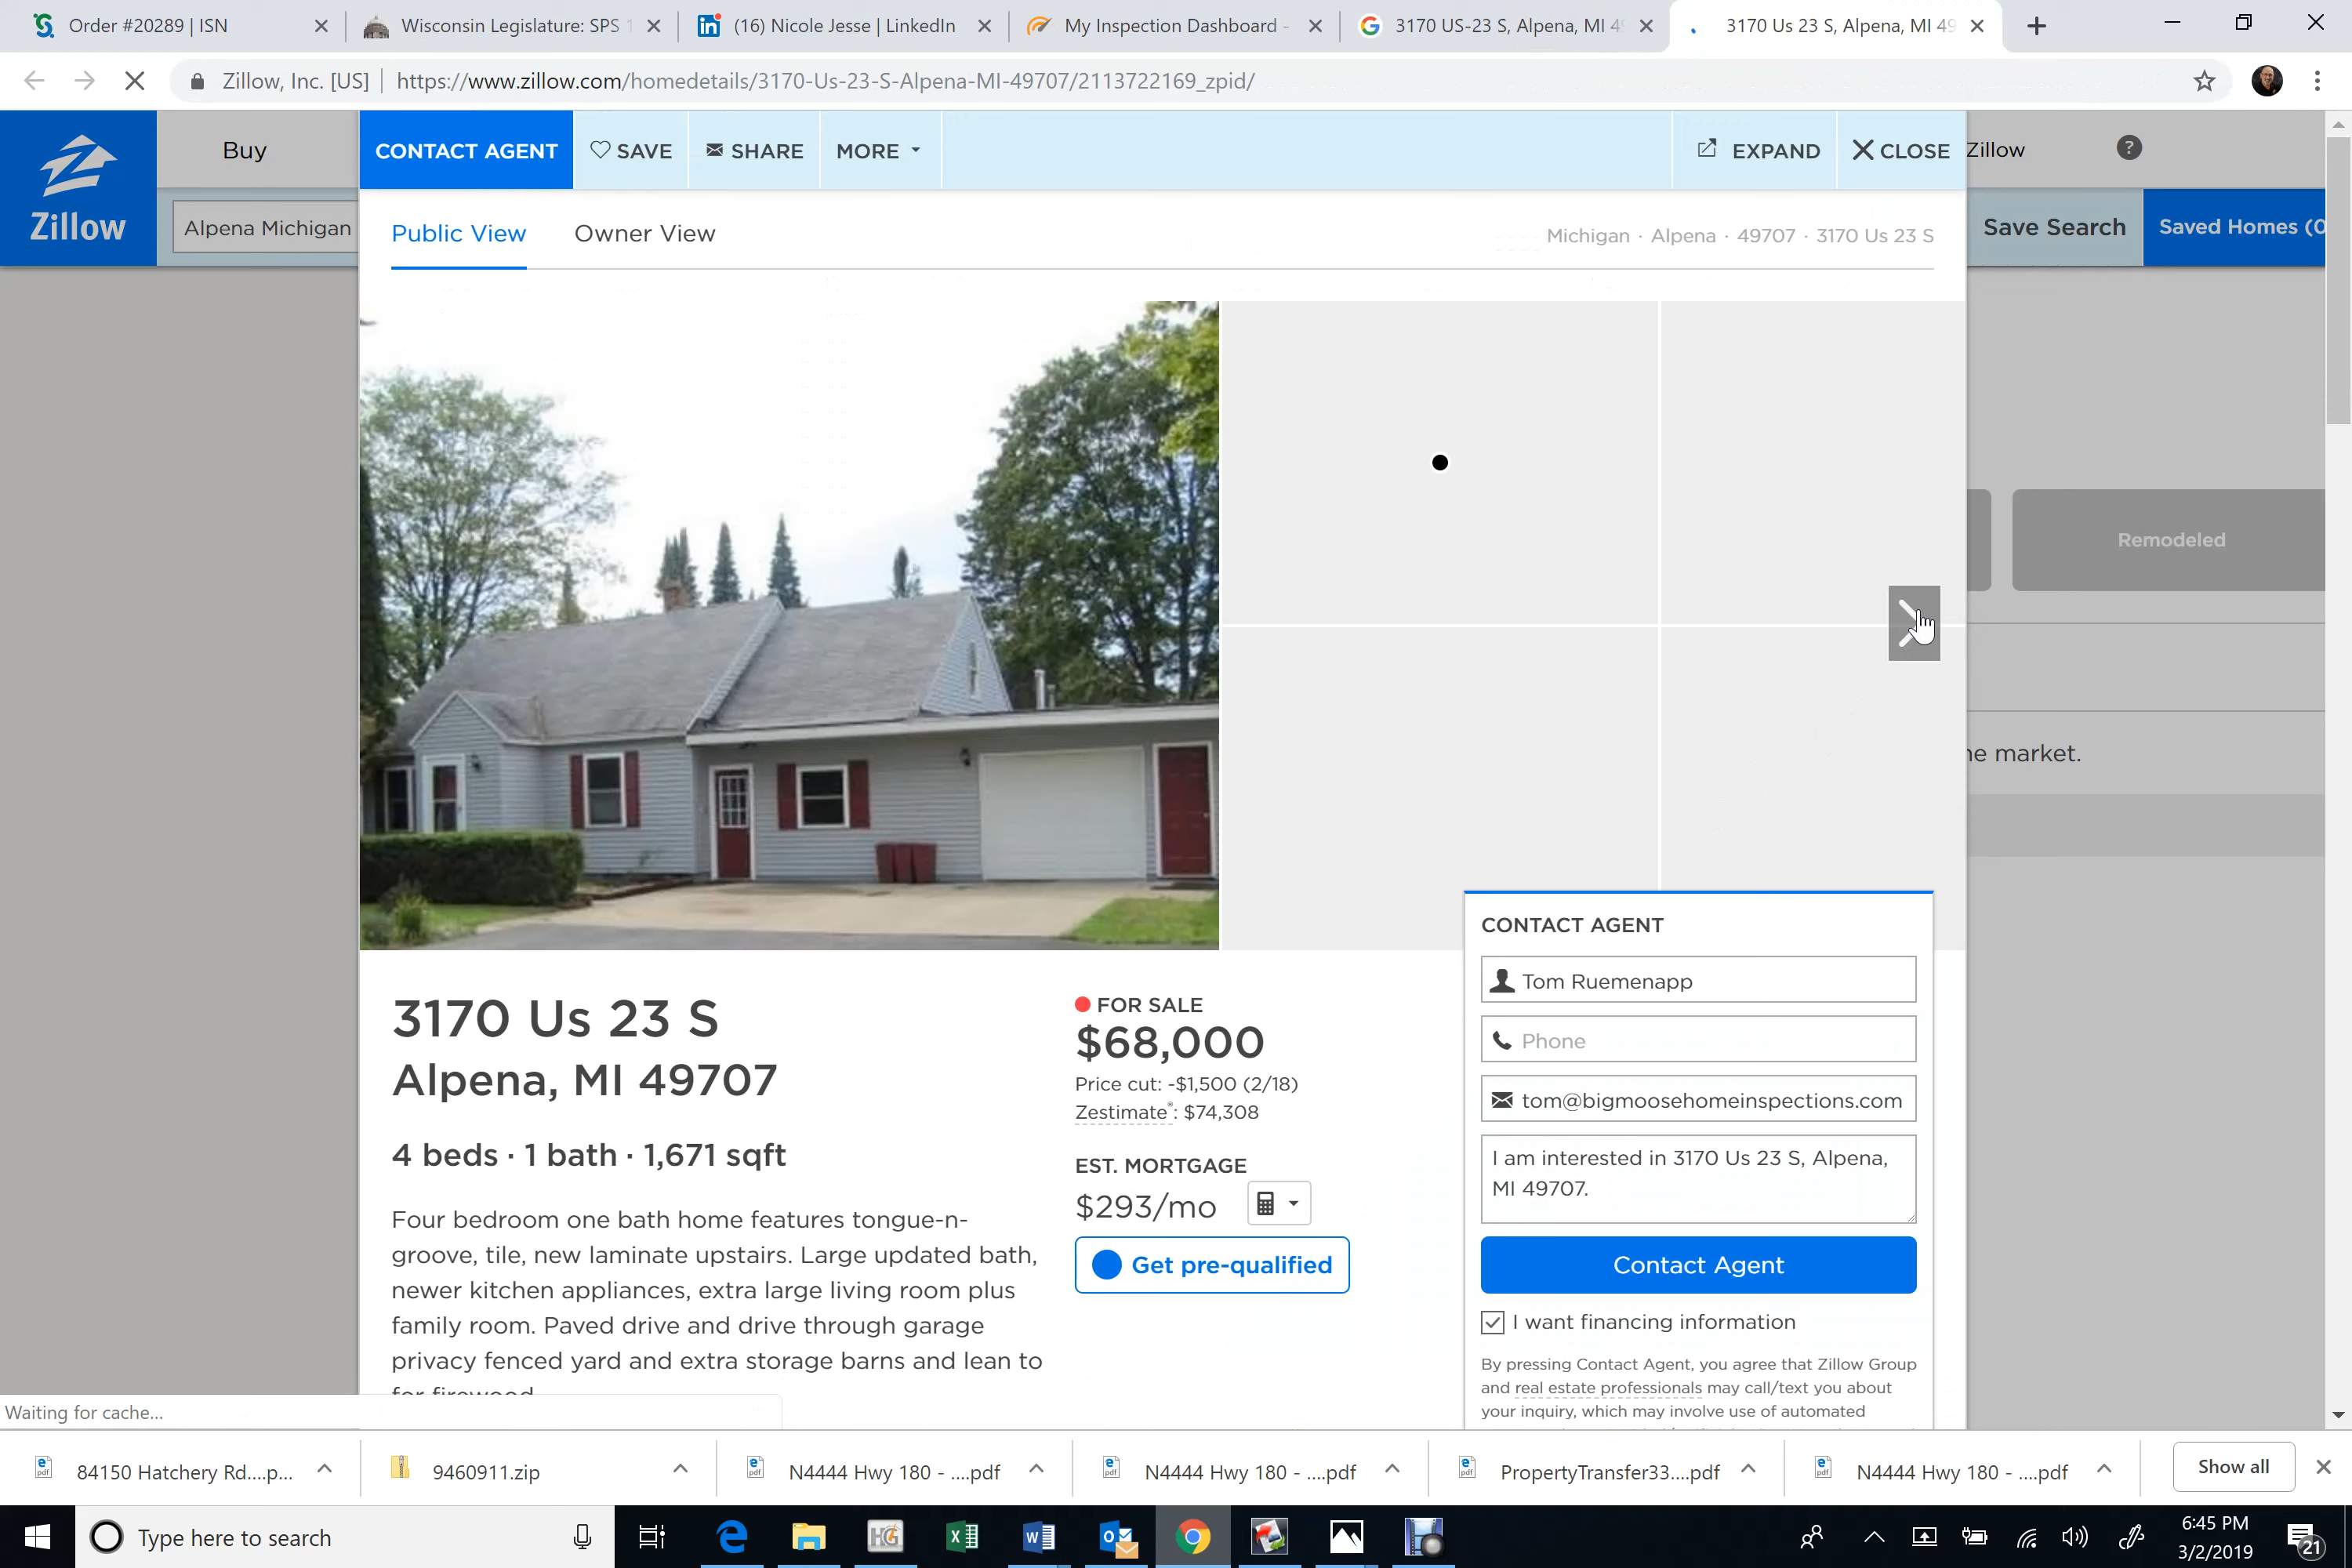 Order #20289 | ISN
Wisconsin Legislature: SPS 1
(16) Nicole Jesse | LinkedIn
My Inspection Dashboard -
3170 US-23 S, Alpena, MI 49
3170 Us 23 S, Alpena, MI 49
Zillow, Inc. [US] | https://www.zillow.com/homedetails/3170-Us-23-S-Alpena-MI-49707/2113722169_zpid/
Zillow
Buy
Alpena Michigan
CONTACT AGENT
SAVE
SHARE
MORE
EXPAND
CLOSE
Zillow
?
Save Search
Saved Homes (0
Public View
Owner View
Michigan · Alpena · 49707 · 3170 Us 23 S
Remodeled
he market.
3170 Us 23 S
Alpena, MI 49707
4 beds · 1 bath · 1,671 sqft
Four bedroom one bath home features tongue-n-
groove, tile, new laminate upstairs. Large updated bath,
newer kitchen appliances, extra large living room plus
family room. Paved drive and drive through garage
privacy fenced yard and extra storage barns and lean to
for firewood
FOR SALE
$68,000
Price cut: -$1,500 (2/18)
Zestimate®: $74,308
EST. MORTGAGE
$293/mo
Get pre-qualified
CONTACT AGENT
Tom Ruemenapp
Phone
tom@bigmoosehomeinspections.com
I am interested in 3170 Us 23 S, Alpena,
MI 49707.
Contact Agent
I want financing information
By pressing Contact Agent, you agree that Zillow Group
and real estate professionals may call/text you about
your inquiry, which may involve use of automated
Waiting for cache...
84150 Hatchery Rd....p...
9460911.zip
N4444 Hwy 180 - ....pdf
N4444 Hwy 180 - ....pdf
PropertyTransfer33....pdf
N4444 Hwy 180 - ....pdf
Show all
Type here to search
HG
6:45 PM
3/2/2019
21